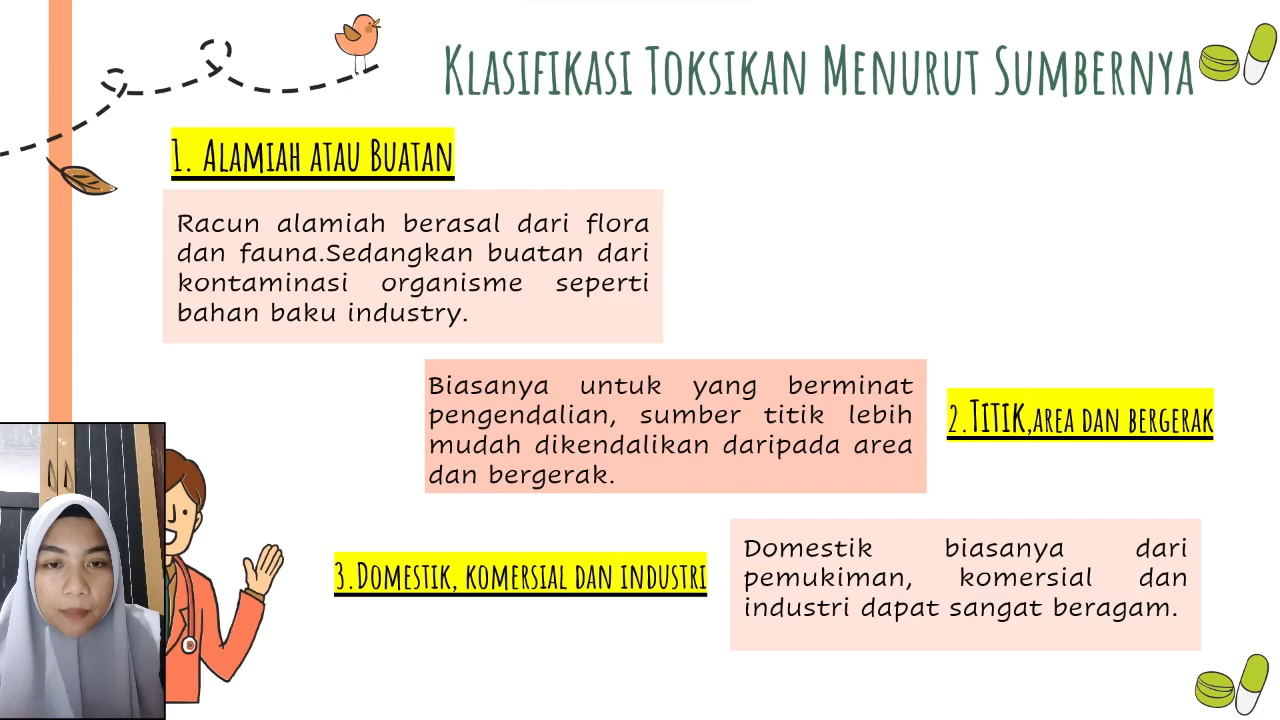 Klasifikasi Toksikan Menurut Sumbernya
1. Alamiah atau Buatan
Racun alamiah berasal dari flora
dan fauna.Sedangkan buatan dari
kontaminasi organisme seperti
bahan baku industry.
Biasanya untuk yang berminat
pengendalian, sumber titik lebih
mudah dikendalikan daripada area
dan bergerak.
2.Titik,area dan bergerak
3.Domestik, komersial dan industri
Domestik biasanya dari
pemukiman, komersial dan
industri dapat sangat beragam.